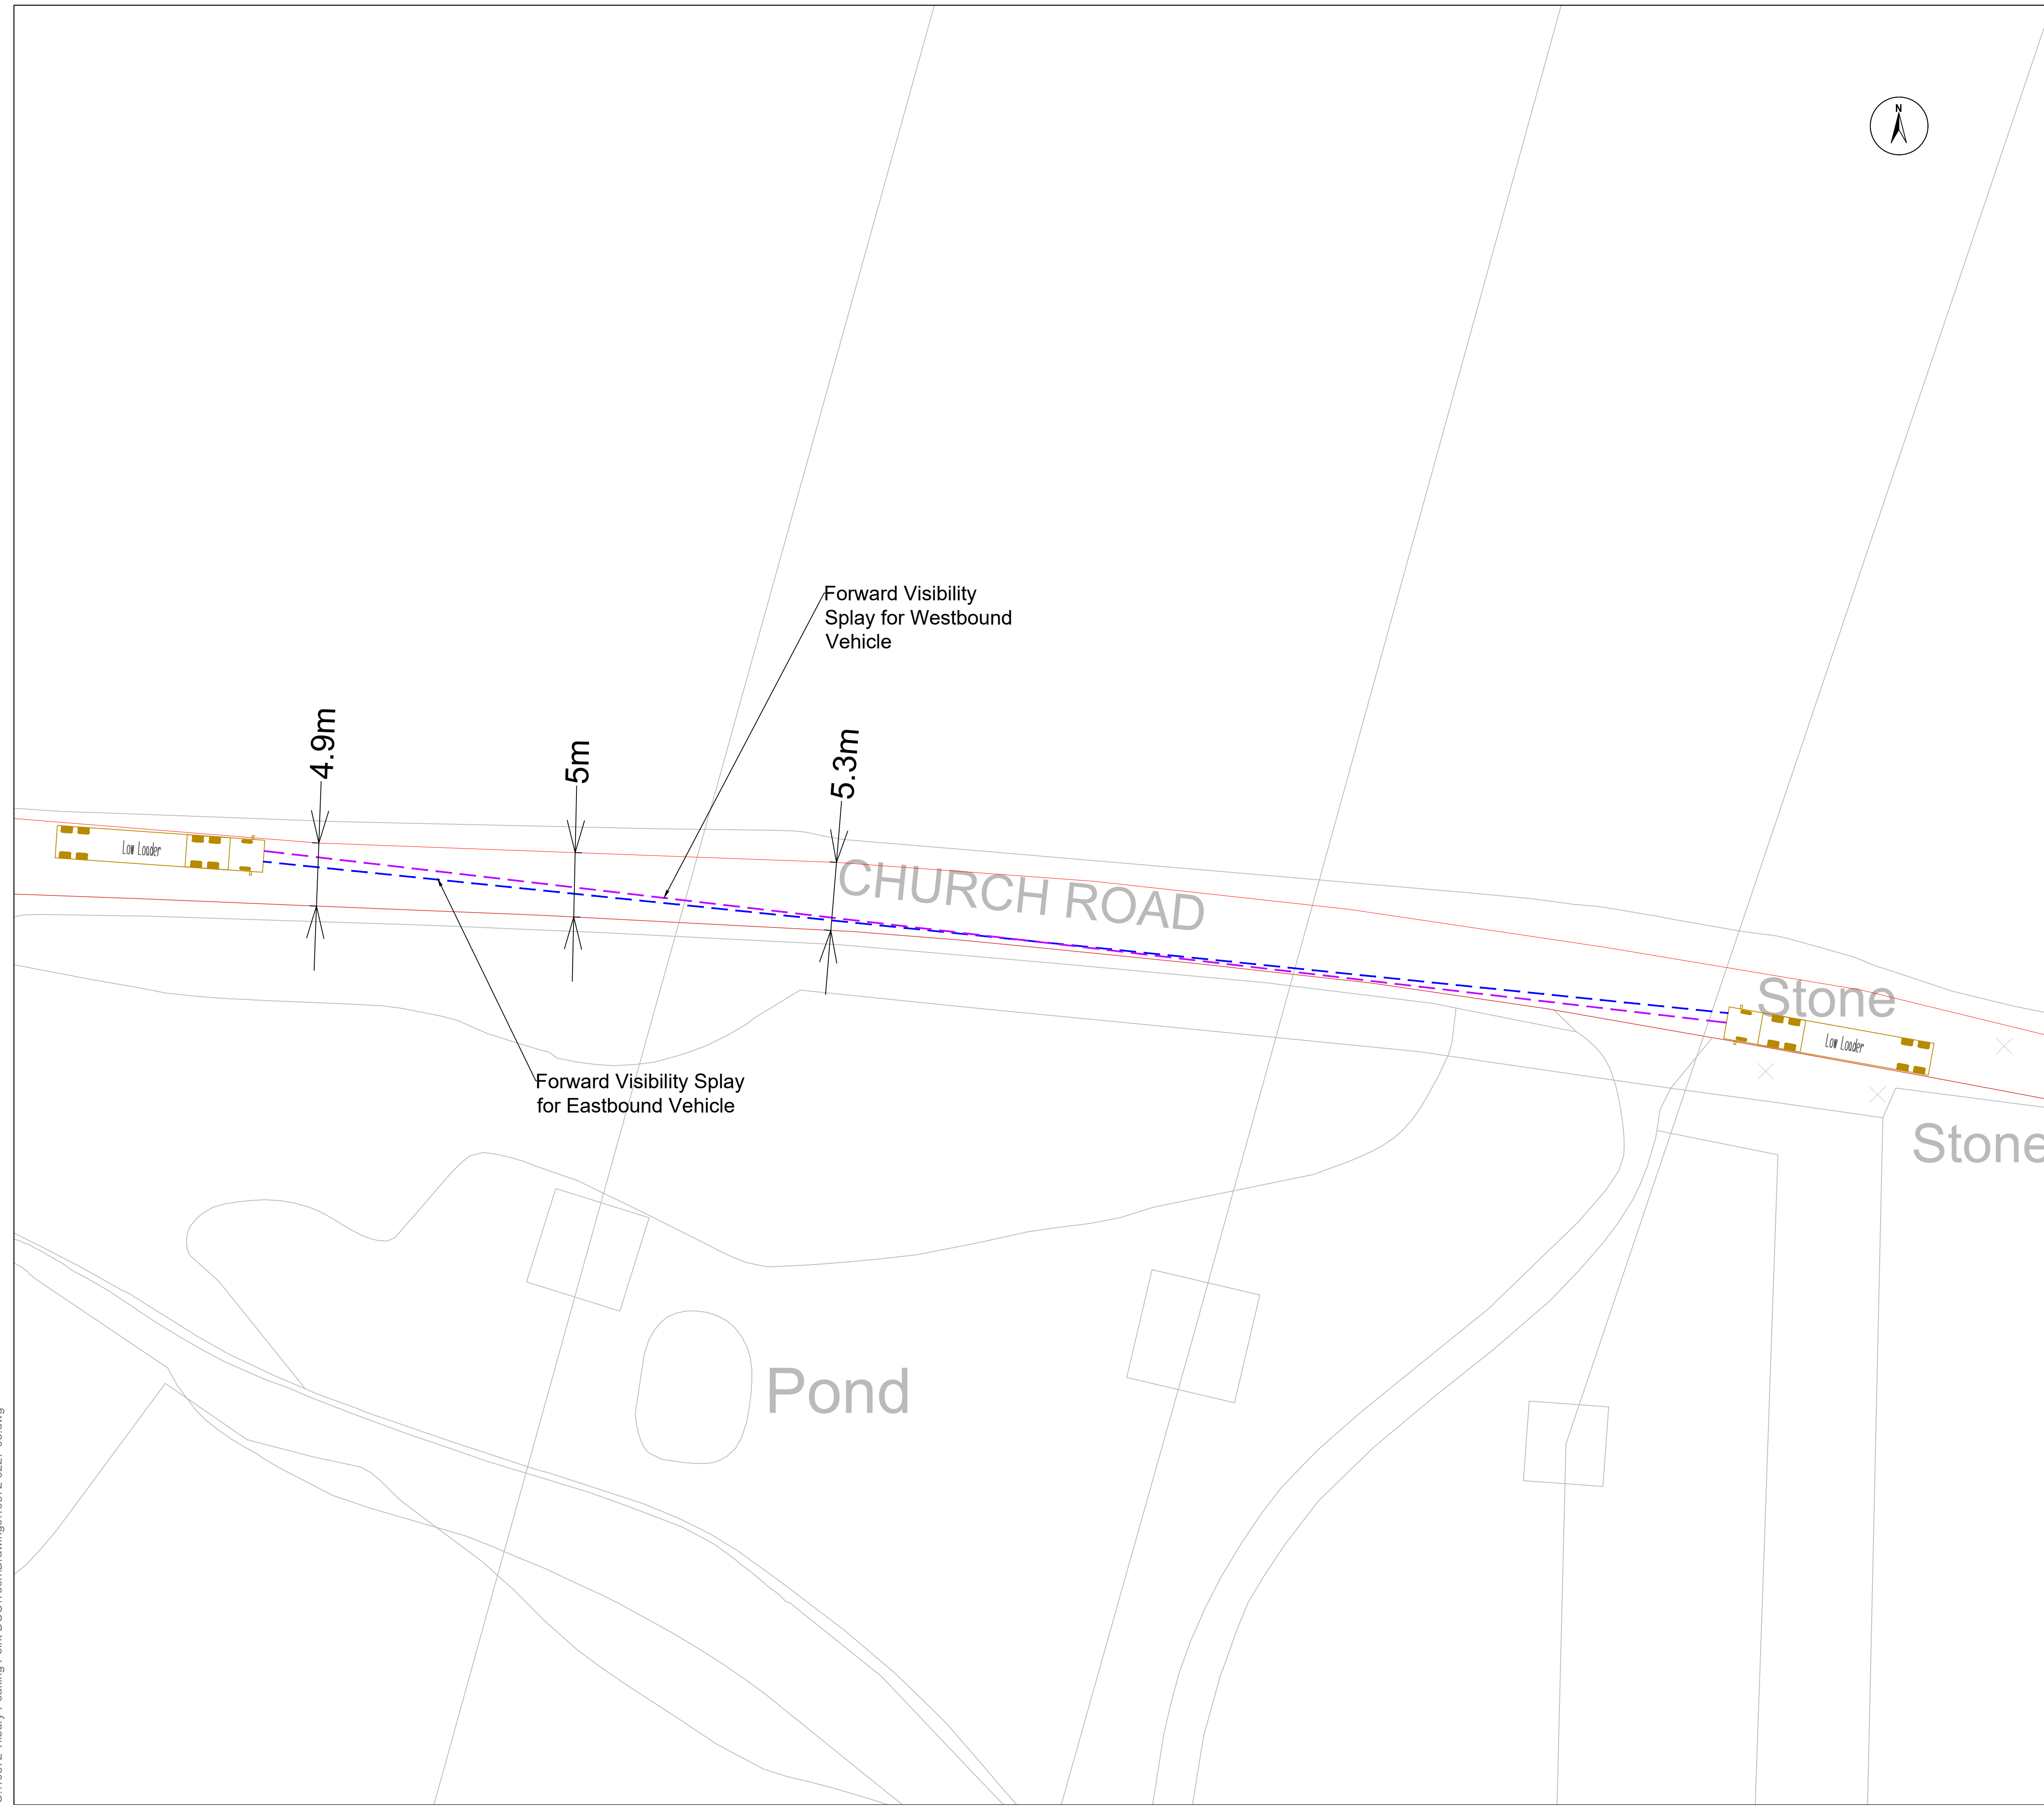 N
Forward Visibility
Splay for Westbound
Vehicle
4.9m
5m
5.3m
Low Loader
CHURCH ROAD
Stone
Low Loader
Forward Visibility Splay
for Eastbound Vehicle
Stone
Pond